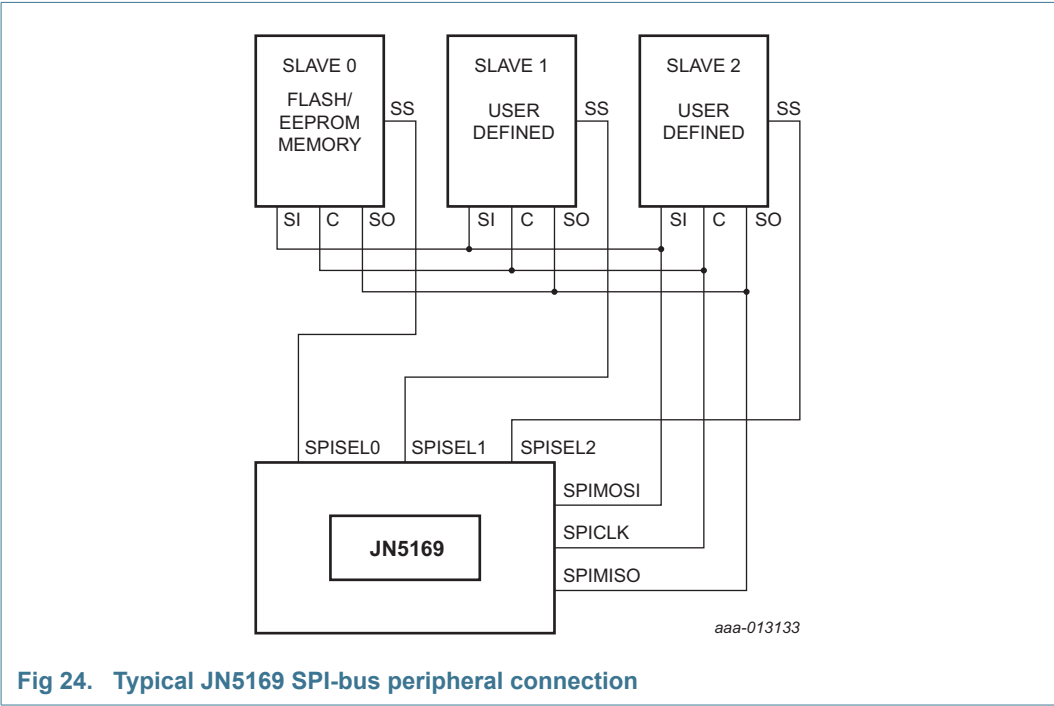 SLAVE 0
FLASH/
EEPROM
MEMORY
SS
SI
C
SO
SLAVE 1
USER
DEFINED
SS
SI
C
SO
SLAVE 2
USER
DEFINED
SS
SI
C
SO
SPISEL0
SPISEL1
SPISEL2
SPIMOSI
SPICLK
SPIMISO
JN5169
aaa-013133
Fig 24. Typical JN5169 SPI-bus peripheral connection